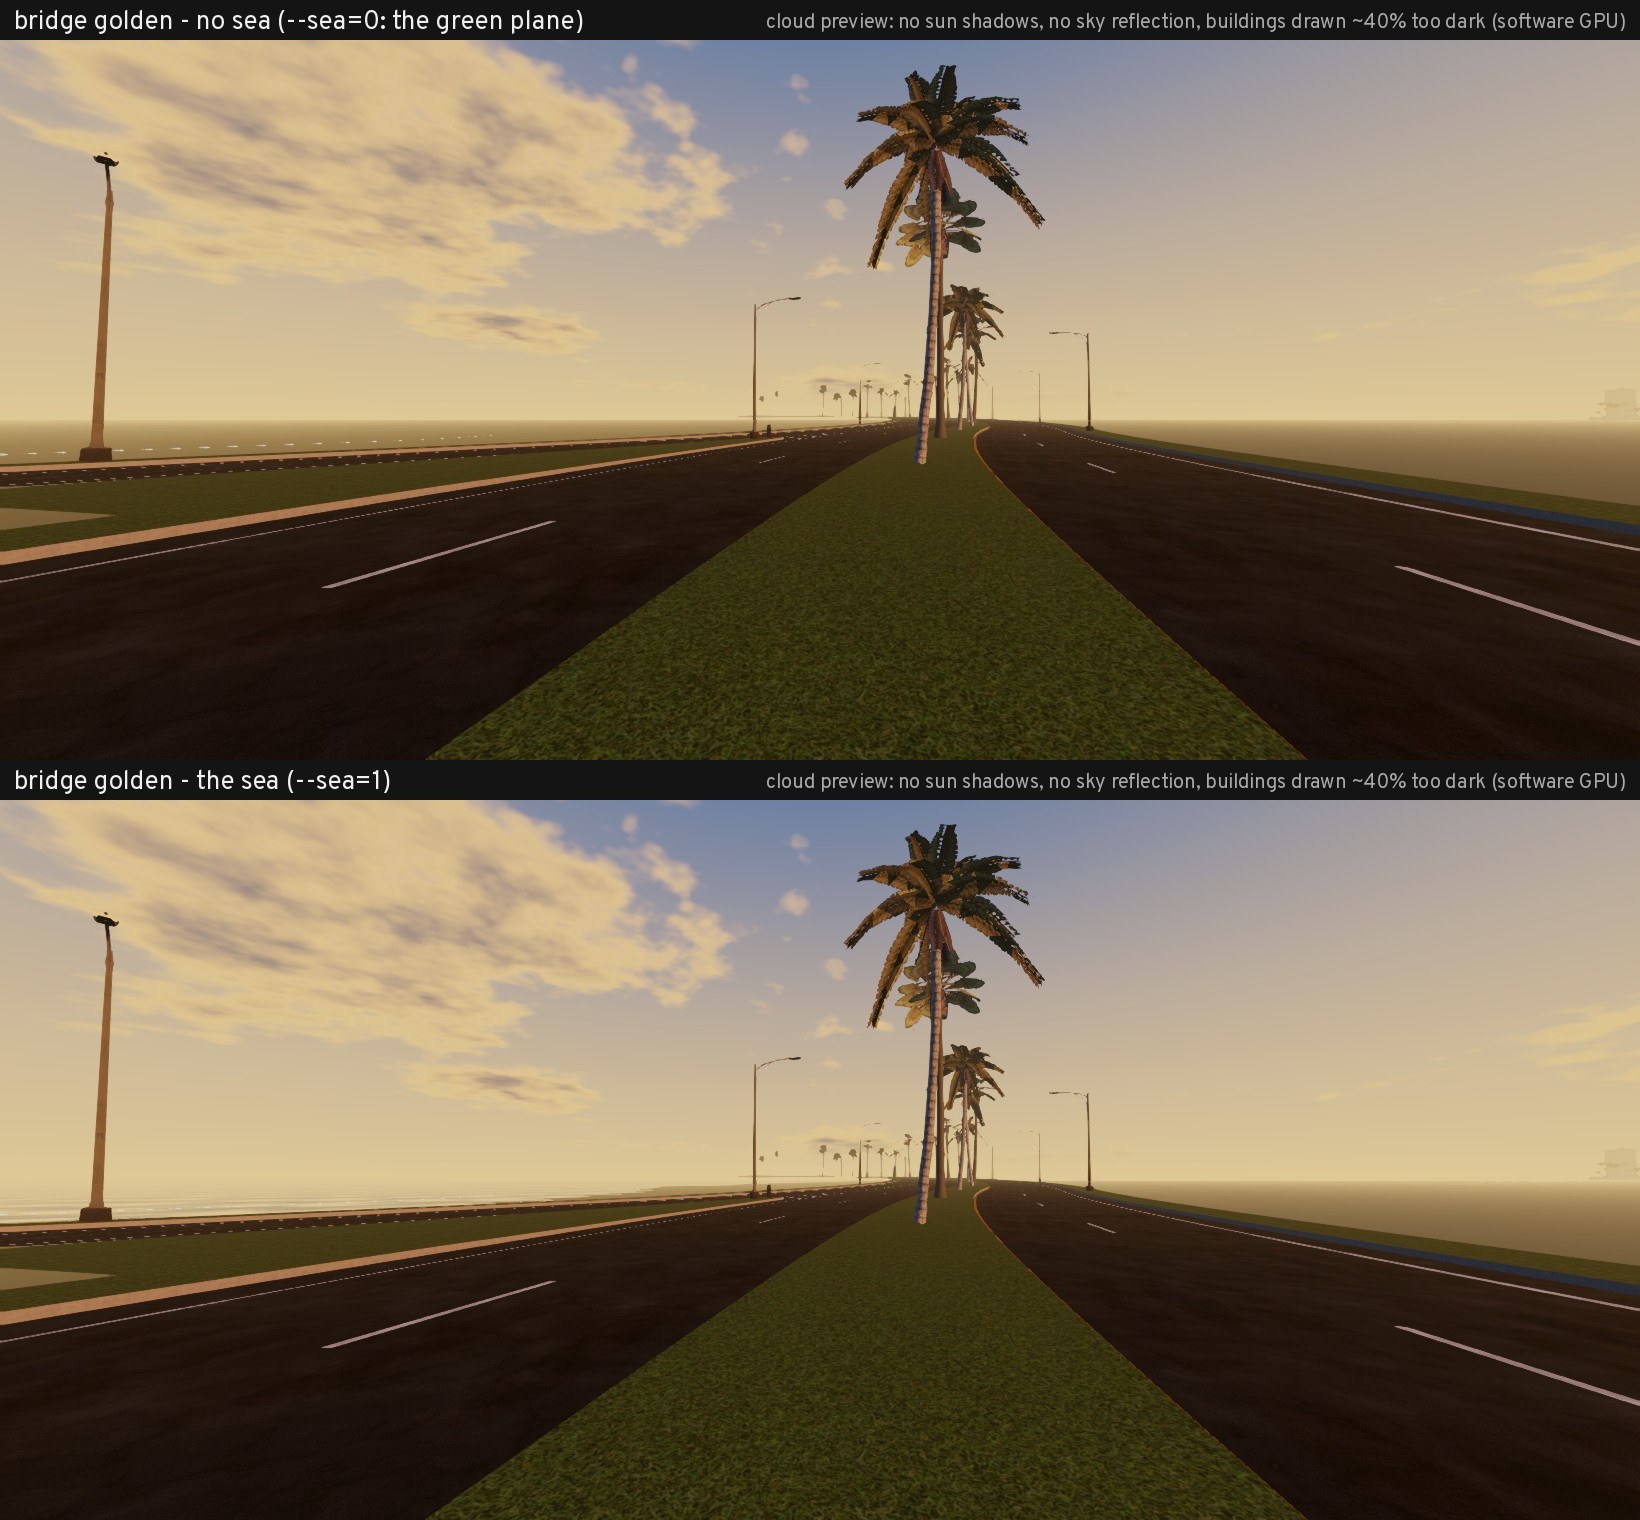 bridge golden - no sea (--sea=0: the green plane)
cloud preview: no sun shadows, no sky reflection, buildings drawn ~40% too dark (software GPU)
bridge golden - the sea (--sea=1)
cloud preview: no sun shadows, no sky reflection, buildings drawn ~40% too dark (software GPU)